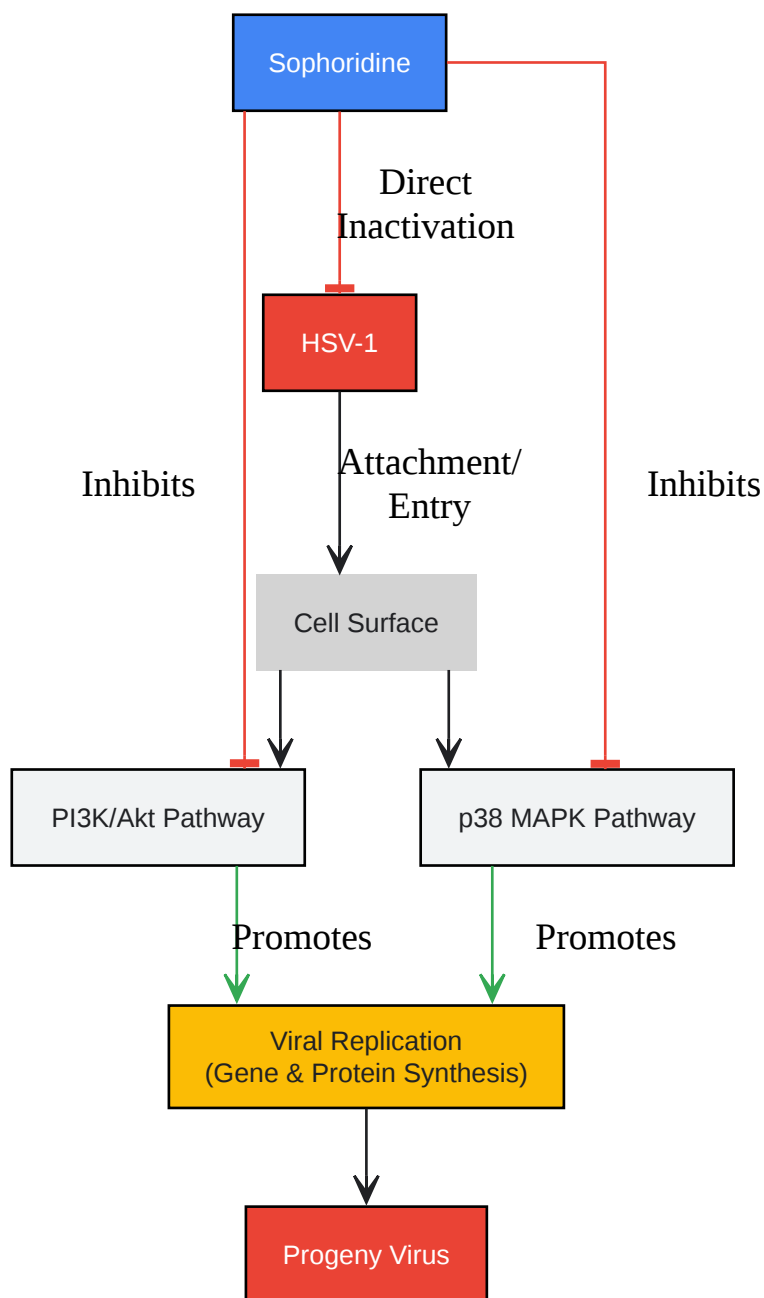 Sophoridine
Direct
Inactivation
HSV-1
Attachment/
Entry
Inhibits
Inhibits
Cell Surface
PI3K/Akt Pathway
p38 MAPK Pathway
Promotes
Promotes
Viral Replication
(Gene & Protein Synthesis)
Progeny Virus